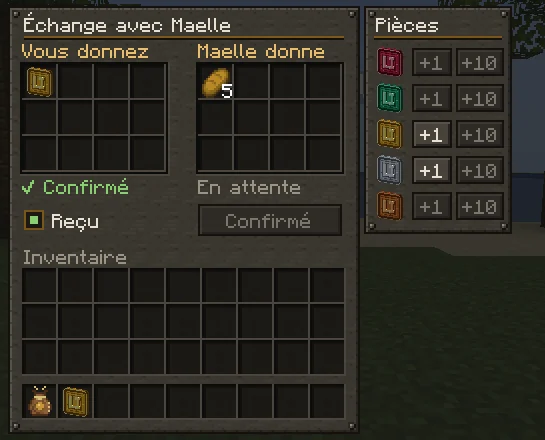 Échange avec Maelle
Vous donnez
Maelle donne
5
✓ Confirmé
En attente
Reçu
Confirmé
Inventaire
Pièces
+1 +10
+1 +10
+1 +10
+1 +10
+1 +10